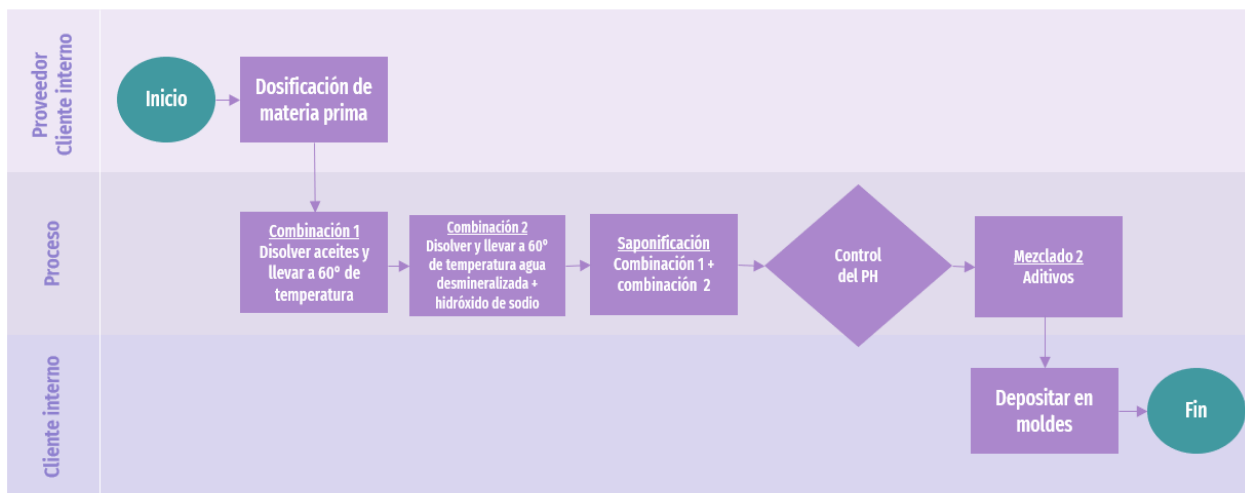 Proveedor
Cliente interno
Inicio
Dosificación de
materia prima
Proceso
Combinación 1
Disolver aceites y
llevar a 60° de
temperatura
Combinación 2
Disolver y llevar a 60°
de temperatura agua
desmineralizada +
hidróxido de sodio
Saponificación
Combinación 1 +
combinación 2
Control
del PH
Mezclado 2
Aditivos
Cliente interno
Depositar en
moldes
Fin